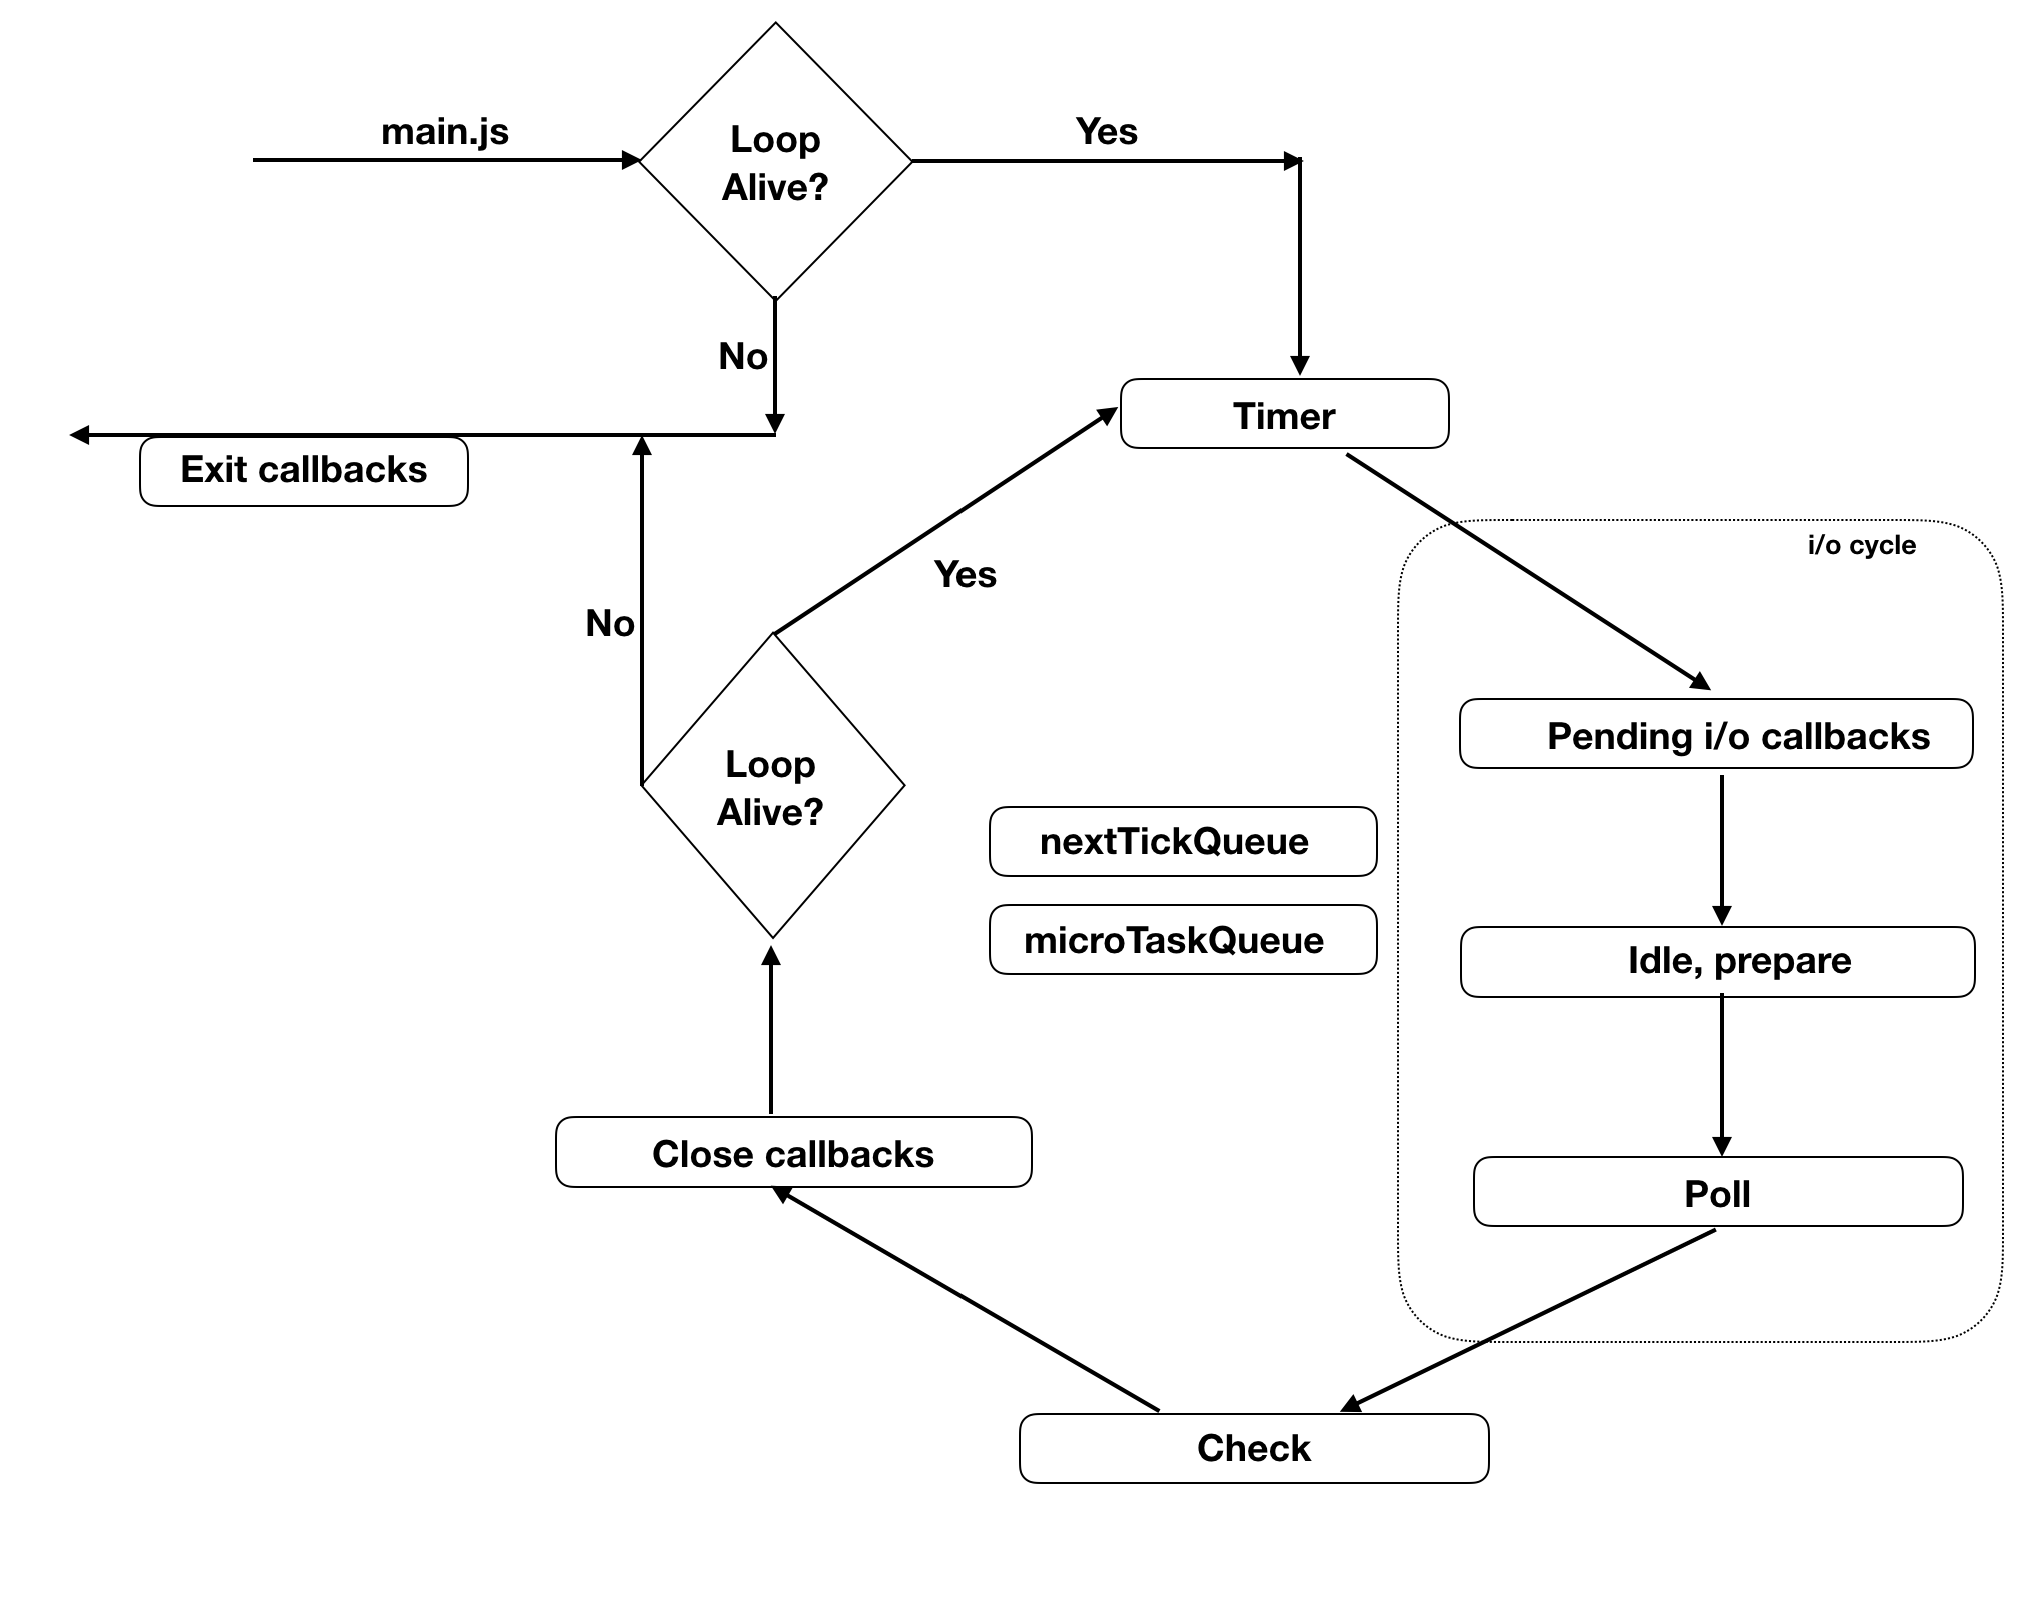 main.js
Loop
Alive?
Yes
No
Exit callbacks
Timer
i/o cycle
Yes
No
Pending i/o callbacks
Loop
Alive?
nextTickQueue
microTaskQueue
Idle, prepare
Close callbacks
Poll
Check